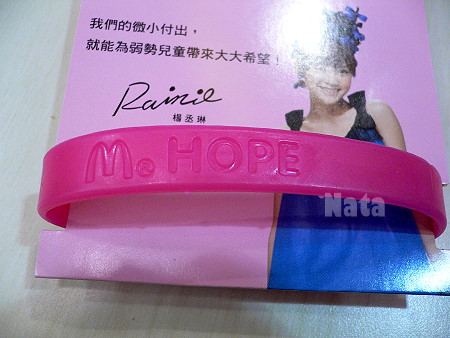 我們的微小付出，
就能為弱勢兒童帶來大大希望！
Rainie
楊丞琳
Me HOPE
Nata